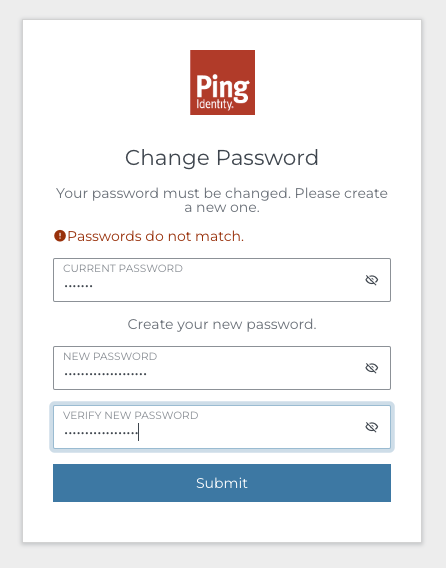 Ping
Identity.
Change Password
Your password must be changed. Please create
a new one.
Passwords do not match.
CURRENT PASSWORD
•••••••
Create your new password.
NEW PASSWORD
••••••••••••••••••••
VERIFY NEW PASSWORD
••••••••••••••••••
Submit